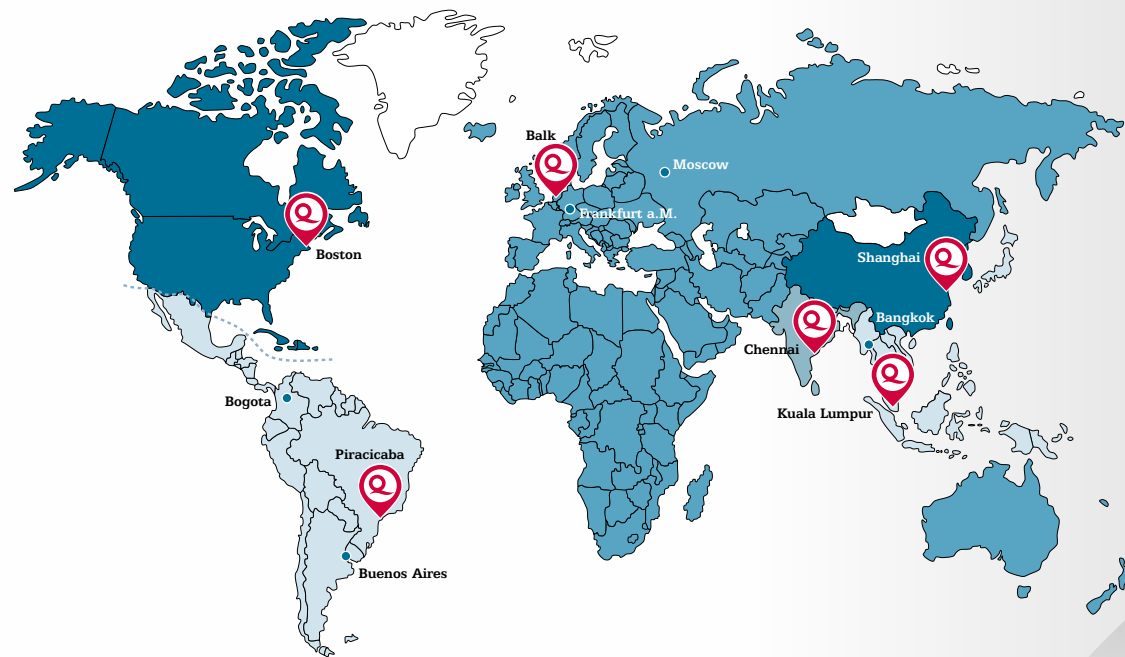 Balk
Moscow
Frankfurt a.M.
Boston
Shanghai
Bangkok
Chennai
Bogota
Kuala Lumpur
Piracicaba
Buenos Aires